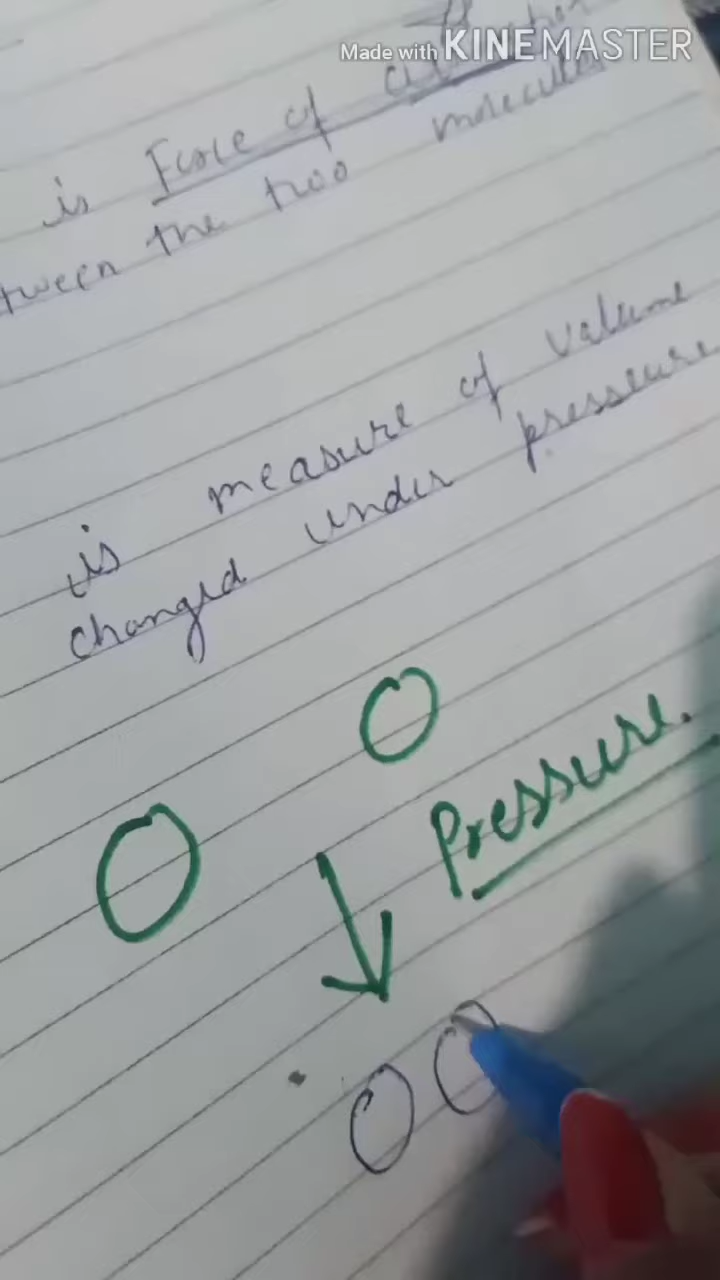 Made with KINEMASTER
is Force of
tween the two molecules
is measure of volume
changed under pressure
Pressure.